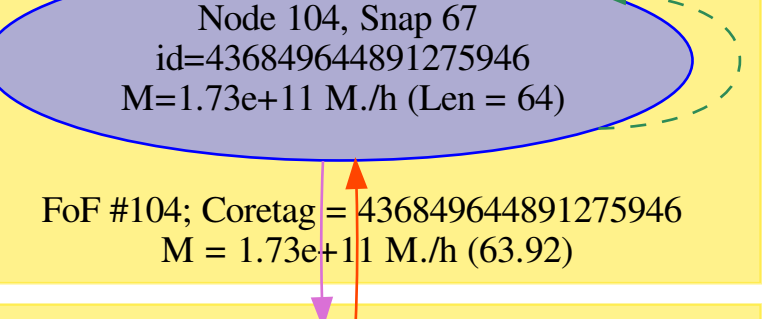 Node 104, Snap 67
id=436849644891275946
M=1.73e+11 M./h (Len = 64)
FoF #104; Coretag = 436849644891275946
M = 1.73e+11 M./h (63.92)